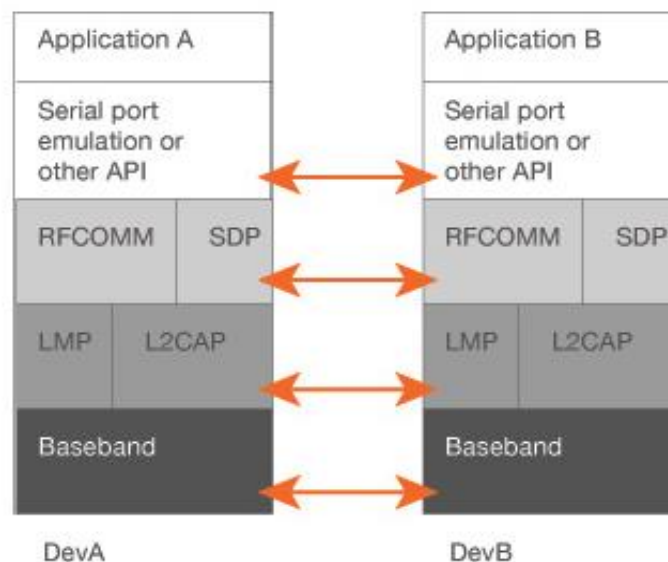 Application A
Serial port
emulation or
other API
RFCOMM SDP
LMP L2CAP
Baseband
DevA
Application B
Serial port
emulation or
other API
RFCOMM SDP
LMP L2CAP
Baseband
DevB